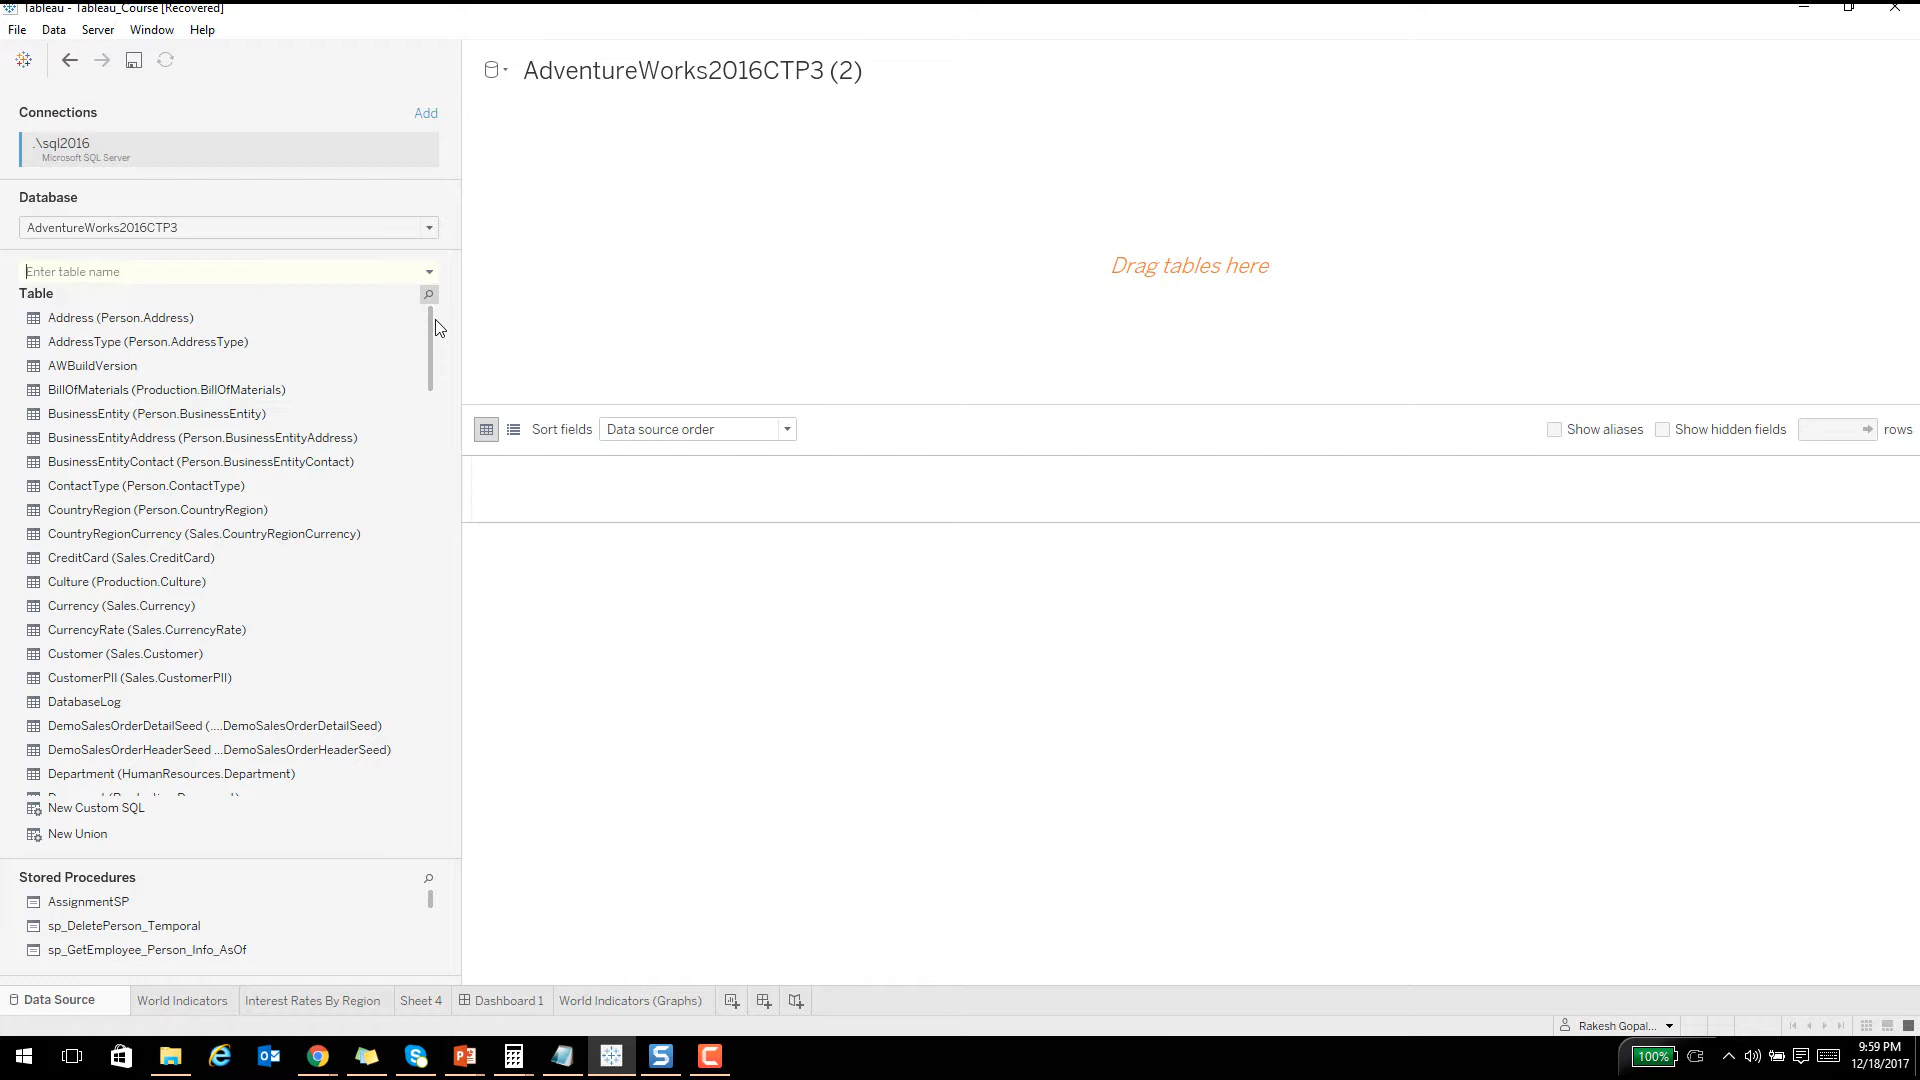 Tableau - Tableau_Course [Recovered]
File Data Server Window Help
Connections Add
.\sql2016
Microsoft SQL Server
Database
AdventureWorks2016CTP3
Enter table name
Table
Address (Person.Address)
AddressType (Person.AddressType)
AWBuildVersion
BillOfMaterials (Production.BillOfMaterials)
BusinessEntity (Person.BusinessEntity)
BusinessEntityAddress (Person.BusinessEntityAddress)
BusinessEntityContact (Person.BusinessEntityContact)
ContactType (Person.ContactType)
CountryRegion (Person.CountryRegion)
CountryRegionCurrency (Sales.CountryRegionCurrency)
CreditCard (Sales.CreditCard)
Culture (Production.Culture)
Currency (Sales.Currency)
CurrencyRate (Sales.CurrencyRate)
Customer (Sales.Customer)
CustomerPII (Sales.CustomerPII)
DatabaseLog
DemoSalesOrderDetailSeed (....DemoSalesOrderDetailSeed)
DemoSalesOrderHeaderSeed ...DemoSalesOrderHeaderSeed)
Department (HumanResources.Department)
New Custom SQL
New Union
Stored Procedures
AssignmentSP
sp_DeletePerson_Temporal
sp_GetEmployee_Person_Info_AsOf
AdventureWorks2016CTP3 (2)
Drag tables here
Sort fields Data source order Show aliases Show hidden fields rows
Data Source World Indicators Interest Rates By Region Sheet 4 Dashboard 1 World Indicators (Graphs)
Rakesh Gopal...
100% 9:59 PM
12/18/2017